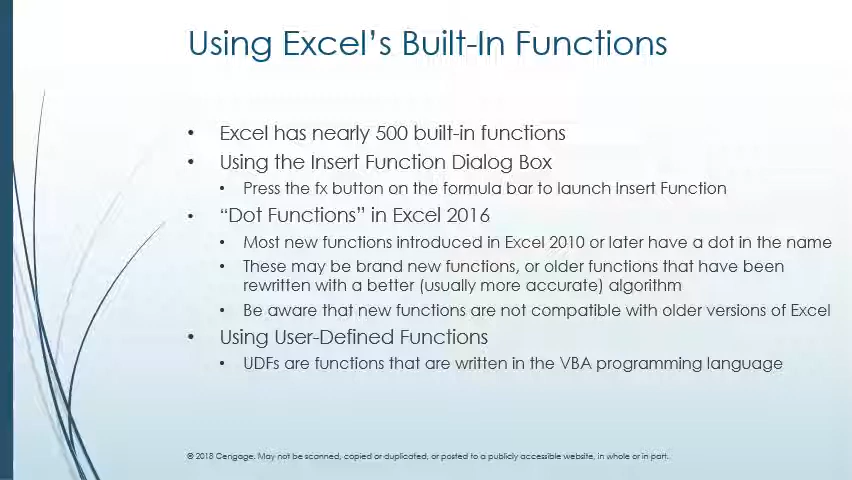 Using Excel’s Built-In Functions
• Excel has nearly 500 built-in functions
• Using the Insert Function Dialog Box
• Press the fx button on the formula bar to launch Insert Function
• “Dot Functions” in Excel 2016
• Most new functions introduced in Excel 2010 or later have a dot in the name
• These may be brand new functions, or older functions that have been
rewritten with a better (usually more accurate) algorithm
• Be aware that new functions are not compatible with older versions of Excel
• Using User-Defined Functions
• UDFs are functions that are written in the VBA programming language
© 2018 Cengage. May not be scanned, copied or duplicated, or posted to a publicly accessible website, in whole or in part.